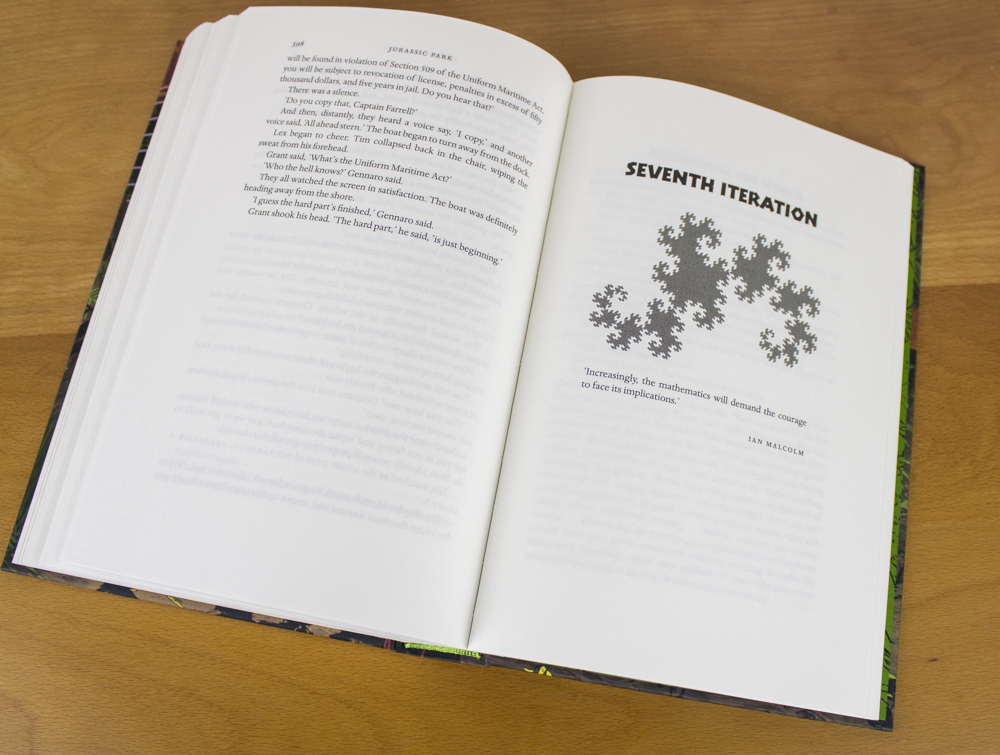 398
JURASSIC PARK
will be found in violation of Section 509 of the Uniform Maritime Act,
you will be subject to revocation of license, penalties in excess of fifty
thousand dollars, and five years in jail. Do you hear that?'
There was a silence.
'Do you copy that, Captain Farrell?'
And then, distantly, they heard a voice say, 'I copy,' and another
voice said, 'All ahead stern.' The boat began to turn away from the dock.
Lex began to cheer. Tim collapsed back in the chair, wiping the
sweat from his forehead.
Grant said, 'What's the Uniform Maritime Act?'
'Who the hell knows?' Gennaro said.
They all watched the screen in satisfaction. The boat was definitely
heading away from the shore.
'I guess the hard part's finished,' Gennaro said.
Grant shook his head. 'The hard part,' he said, 'is just beginning.'
SEVENTH ITERATION
'Increasingly, the mathematics will demand the courage
to face its implications.'
IAN MALCOLM